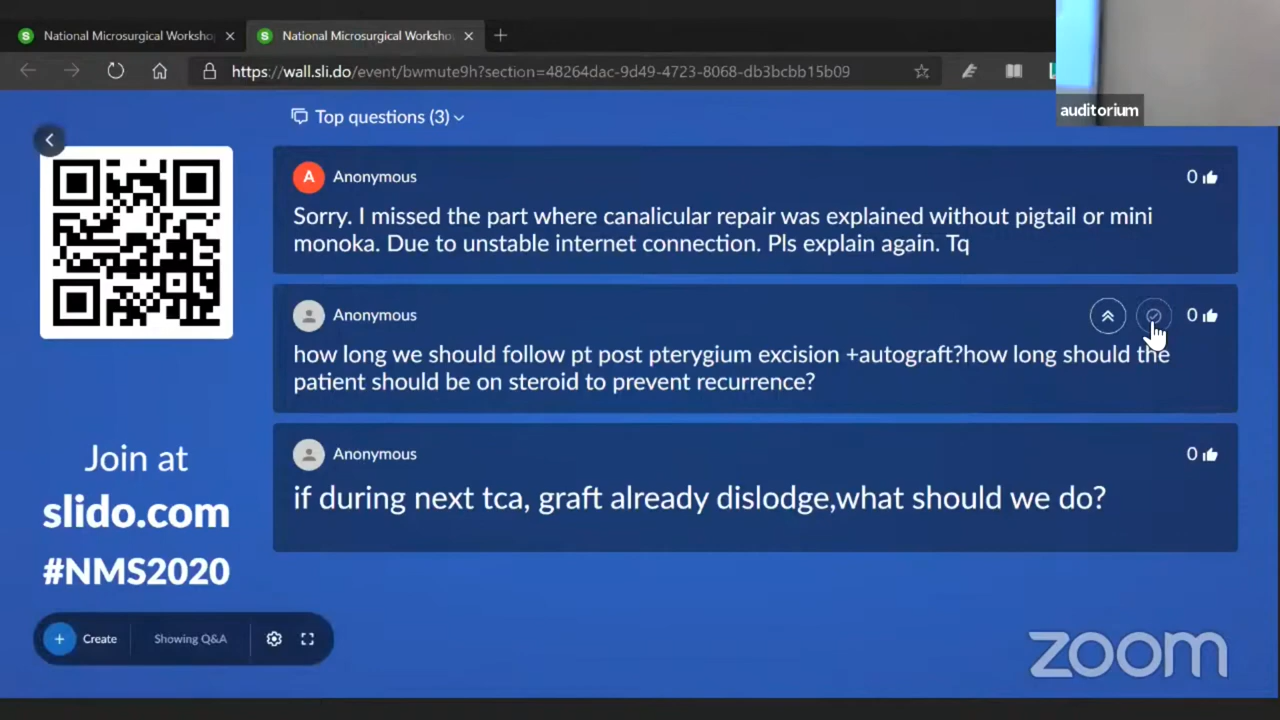 National Microsurgical Worksho
National Microsurgical Worksho
https://wall.sli.do/event/bwmute9h?section=48264dac-9d49-4723-8068-db3bcbb15b09
auditorium
Top questions (3)
A Anonymous 0
Sorry. I missed the part where canalicular repair was explained without pigtail or mini
monoka. Due to unstable internet connection. Pls explain again. Tq
Anonymous 0
how long we should follow pt post pterygium excision +autograft?how long should the
patient should be on steroid to prevent recurrence?
Anonymous 0
if during next tca, graft already dislodge,what should we do?
Join at
slido.com
#NMS2020
Create Showing Q&A
zoom